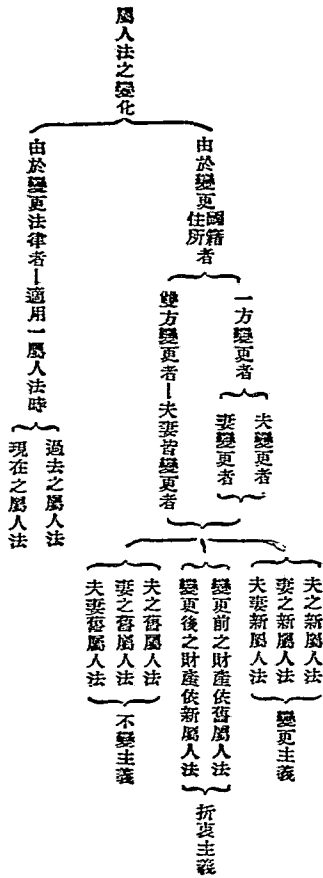 屬人法之變化
由於變更國籍住所者
一方變更者
夫變更者
妻變更者
雙方變更者—夫妻皆變更者
夫之新屬人法
妻之新屬人法
夫妻新屬人法
變更主義
變更前之財產依舊屬人法
變更後之財產依新屬人法
折衷主義
夫之舊屬人法
妻之舊屬人法
夫妻舊屬人法
不變主義
由於變更法律者—適用一屬人法時
過去之屬人法
現在之屬人法